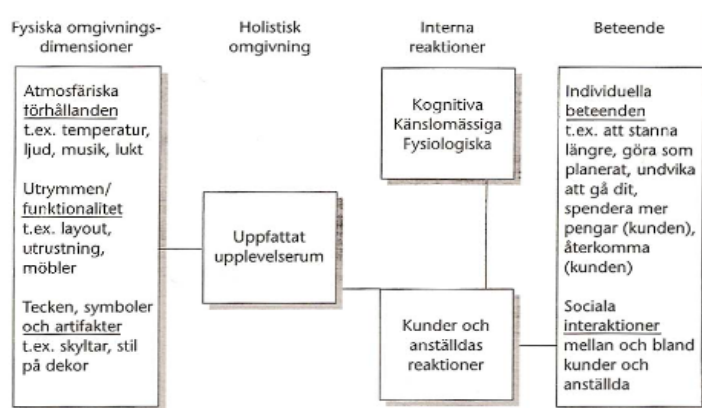 Fysiska omgivnings-
dimensioner
Atmosfäriska
förhållanden
t.ex. temperatur,
ljud, musik, lukt
Utrymmen/
funktionalitet
t.ex. layout,
utrustning,
möbler
Tecken, symboler
och artifakter
t.ex. skyltar, stil
på dekor
Holistisk
omgivning
Uppfattat
upplevelserum
Interna
reaktioner
Kognitiva
Känslomässiga
Fysiologiska
Kunder och
anställdas
reaktioner
Beteende
Individuella
beteenden
t.ex. att stanna
längre, göra som
planerat, undvika
att gå dit,
spendera mer
pengar (kunden),
återkomma
(kunden)
Sociala
interaktioner
mellan och bland
kunder och
anställda